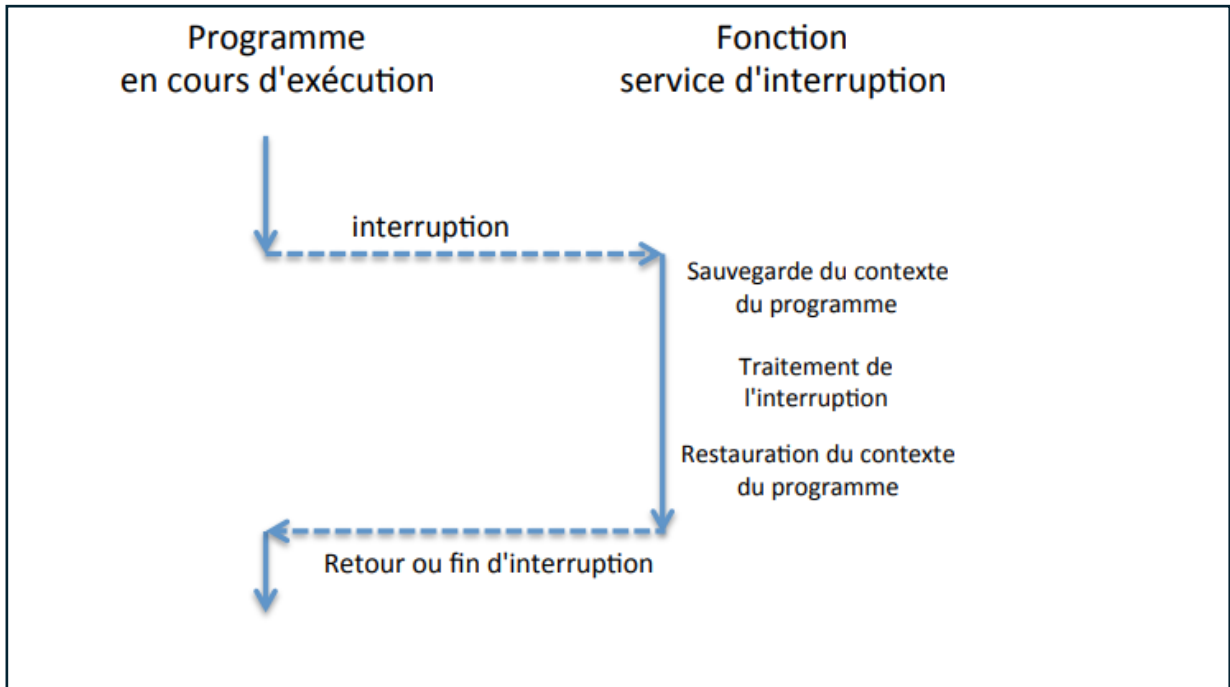 Programme
en cours d'exécution
Fonction
service d'interruption
interruption
Sauvegarde du contexte
du programme
Traitement de
l'interruption
Restauration du contexte
du programme
Retour ou fin d'interruption